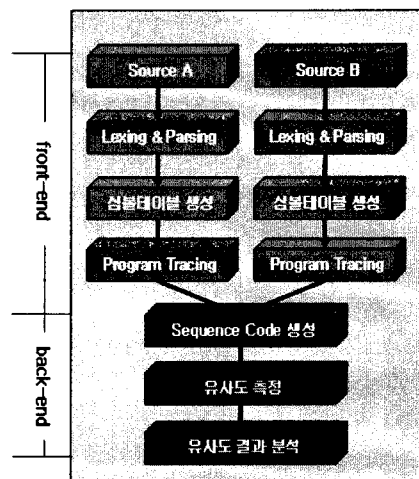 Source A
Source B
Lexing & Parsing
Lexing & Parsing
심볼테이블 생성
심볼테이블 생성
Program Tracing
Program Tracing
Sequence Code 생성
유사도 측정
유사도 결과 분석
front-end
back-end